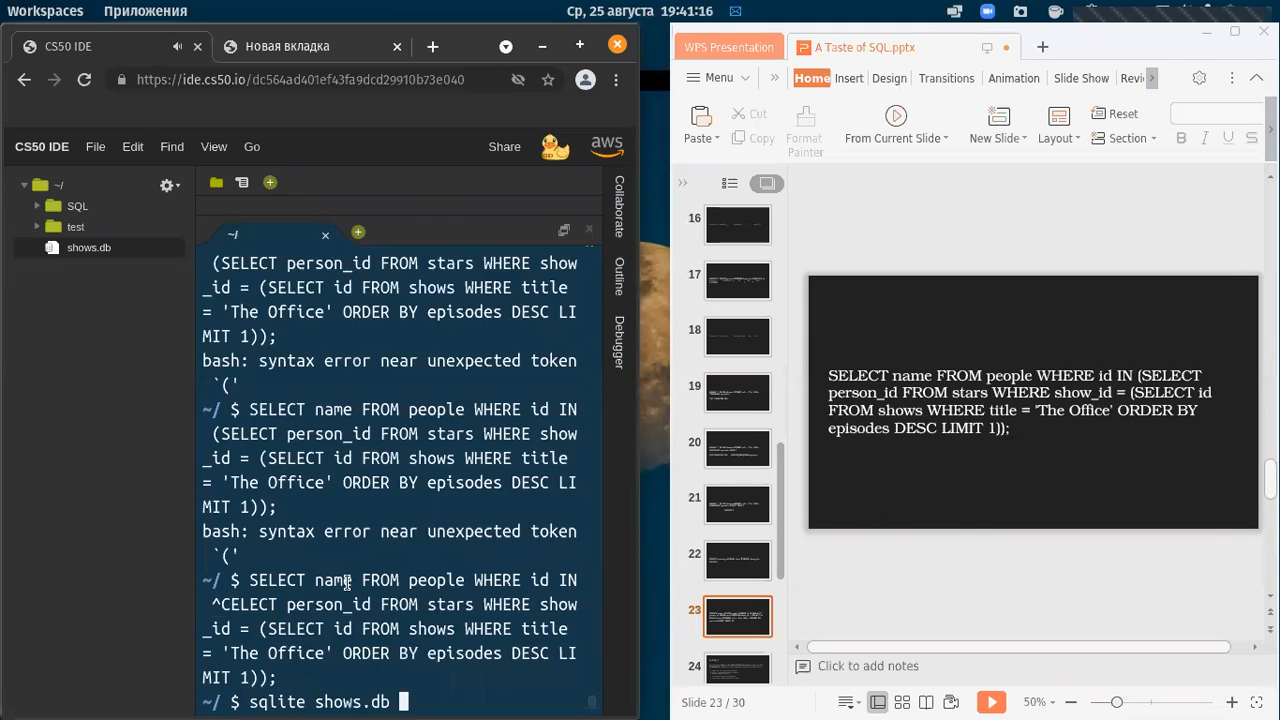 Workspaces Приложения
Ср, 25 августа 19:41:16
Новая вкладка
https://ide.cs50.io/
CS50 IDE File Edit Find View Go
Share
aws
SQL
test
shows.db
~/
Collaborate
Outline
Debugger
(SELECT person_id FROM stars WHERE show
_id = (SELECT id FROM shows WHERE title
= 'The Office' ORDER BY episodes DESC LI
MIT 1));
bash: syntax error near unexpected token
`('
~/ $ SELECT name FROM people WHERE id IN
(SELECT person_id FROM stars WHERE show
_id = (SELECT id FROM shows WHERE title
= 'The Office' ORDER BY episodes DESC LI
MIT 1));
bash: syntax error near unexpected token
`('
~/ $ SELECT name FROM people WHERE id IN
^CELECT person_id FROM stars WHERE show
_id = (SELECT id FROM shows WHERE title
= 'The Office' ORDER BY episodes DESC LI
MIT 1));
~/ $ sqlite3 shows.db
WPS Presentation
A Taste of SQL.pptx
Menu
Home Insert Design Transitions Animation Slide Show
Paste
Cut
Copy
Format
Painter
From Current Slide
New Slide
Layout
Reset
Section
B I U S
16
17
18
19
20
21
22
23
24
SELECT name FROM people WHERE id IN (SELECT
person_id FROM stars WHERE show_id = (SELECT id
FROM shows WHERE title = 'The Office' ORDER BY
episodes DESC LIMIT 1));
Click to add notes
Slide 23 / 30
50%